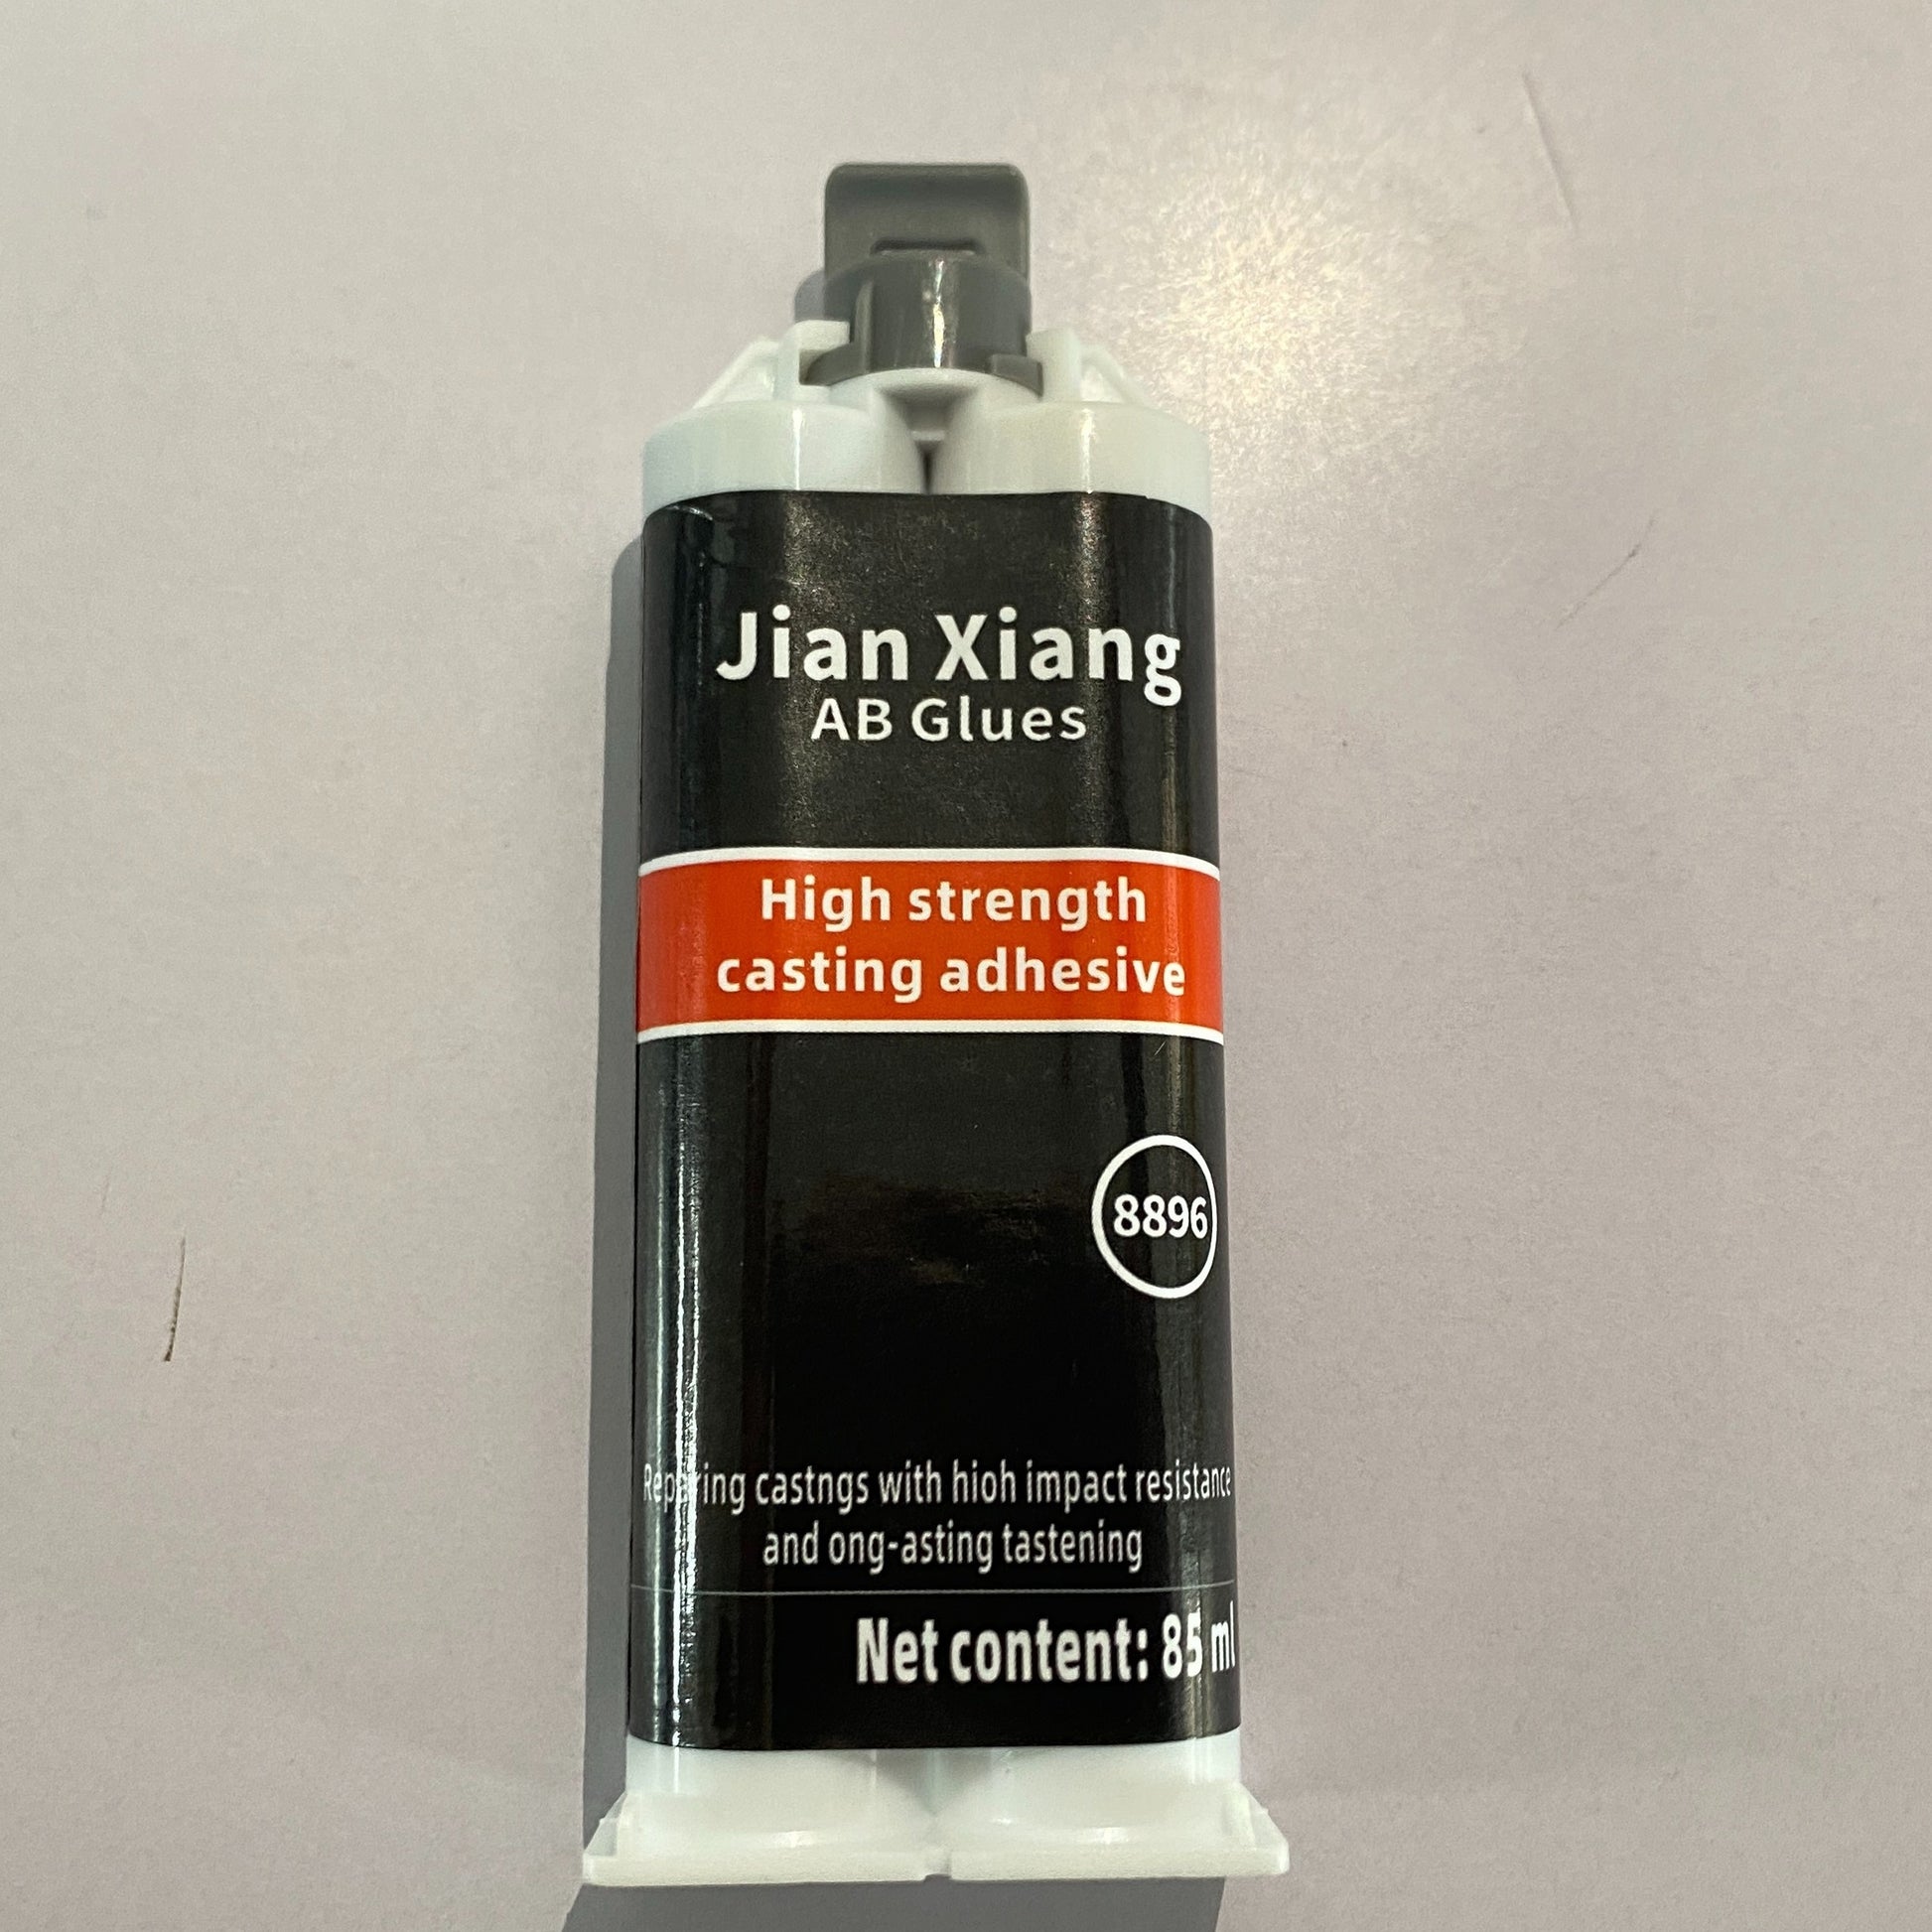 Jian Xiang
AB Glues
High strength
casting adhesive
8896
Reparing castngs with hioh impact resistance
and ong-asting tastening
Net content: 85 ml